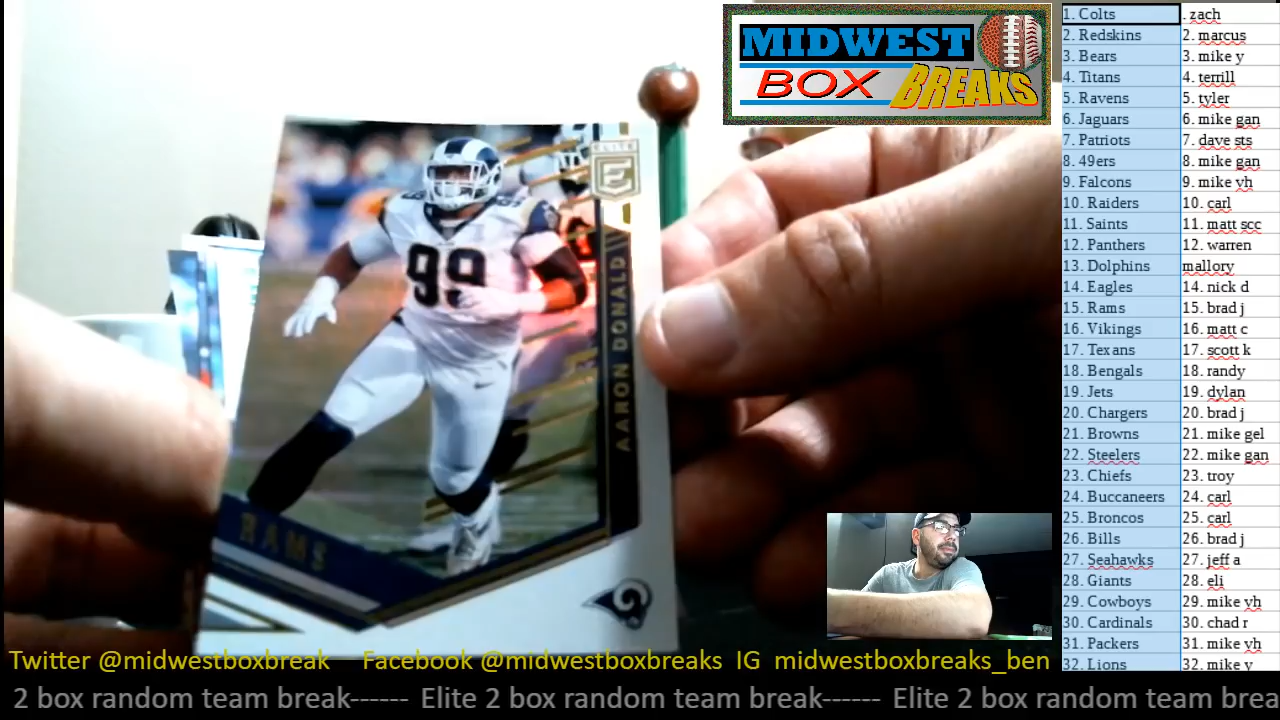 MIDWEST
BOX BREAKS
ELITE
E
99
AARON DONALD
RAMS
1. Colts . zach
2. Redskins 2. marcus
3. Bears 3. mike y
4. Titans 4. terrill
5. Ravens 5. tyler
6. Jaguars 6. mike gan
7. Patriots 7. dave sts
8. 49ers 8. mike gan
9. Falcons 9. mike vh
10. Raiders 10. carl
11. Saints 11. matt scc
12. Panthers 12. warren
13. Dolphins mallory
14. Eagles 14. nick d
15. Rams 15. brad j
16. Vikings 16. matt c
17. Texans 17. scott k
18. Bengals 18. randy
19. Jets 19. dylan
20. Chargers 20. brad j
21. Browns 21. mike gel
22. Steelers 22. mike gan
23. Chiefs 23. troy
24. Buccaneers 24. carl
25. Broncos 25. carl
26. Bills 26. brad j
27. Seahawks 27. jeff a
28. Giants 28. eli
29. Cowboys 29. mike vh
30. Cardinals 30. chad r
31. Packers 31. mike vh
32. Lions 32. mike y
Twitter @midwestboxbreak Facebook @midwestboxbreaks IG midwestboxbreaks_ben
2 box random team break------ Elite 2 box random team break------ Elite 2 box random team brea